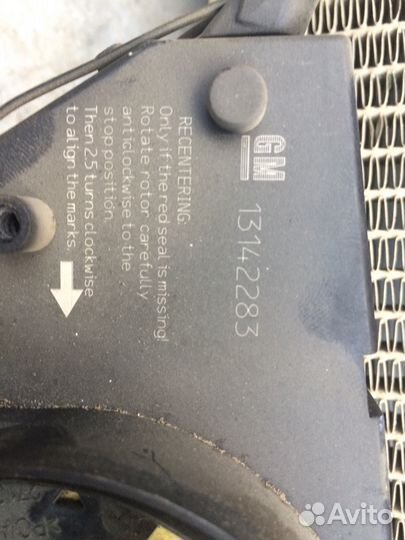 RECENTERING:
Only if the red seal is missing!
Rotate rotor carefully
anticlockwise to the
stop position.
Then 2,5 turns clockwise
to align the marks.
GM
13142283
Avito